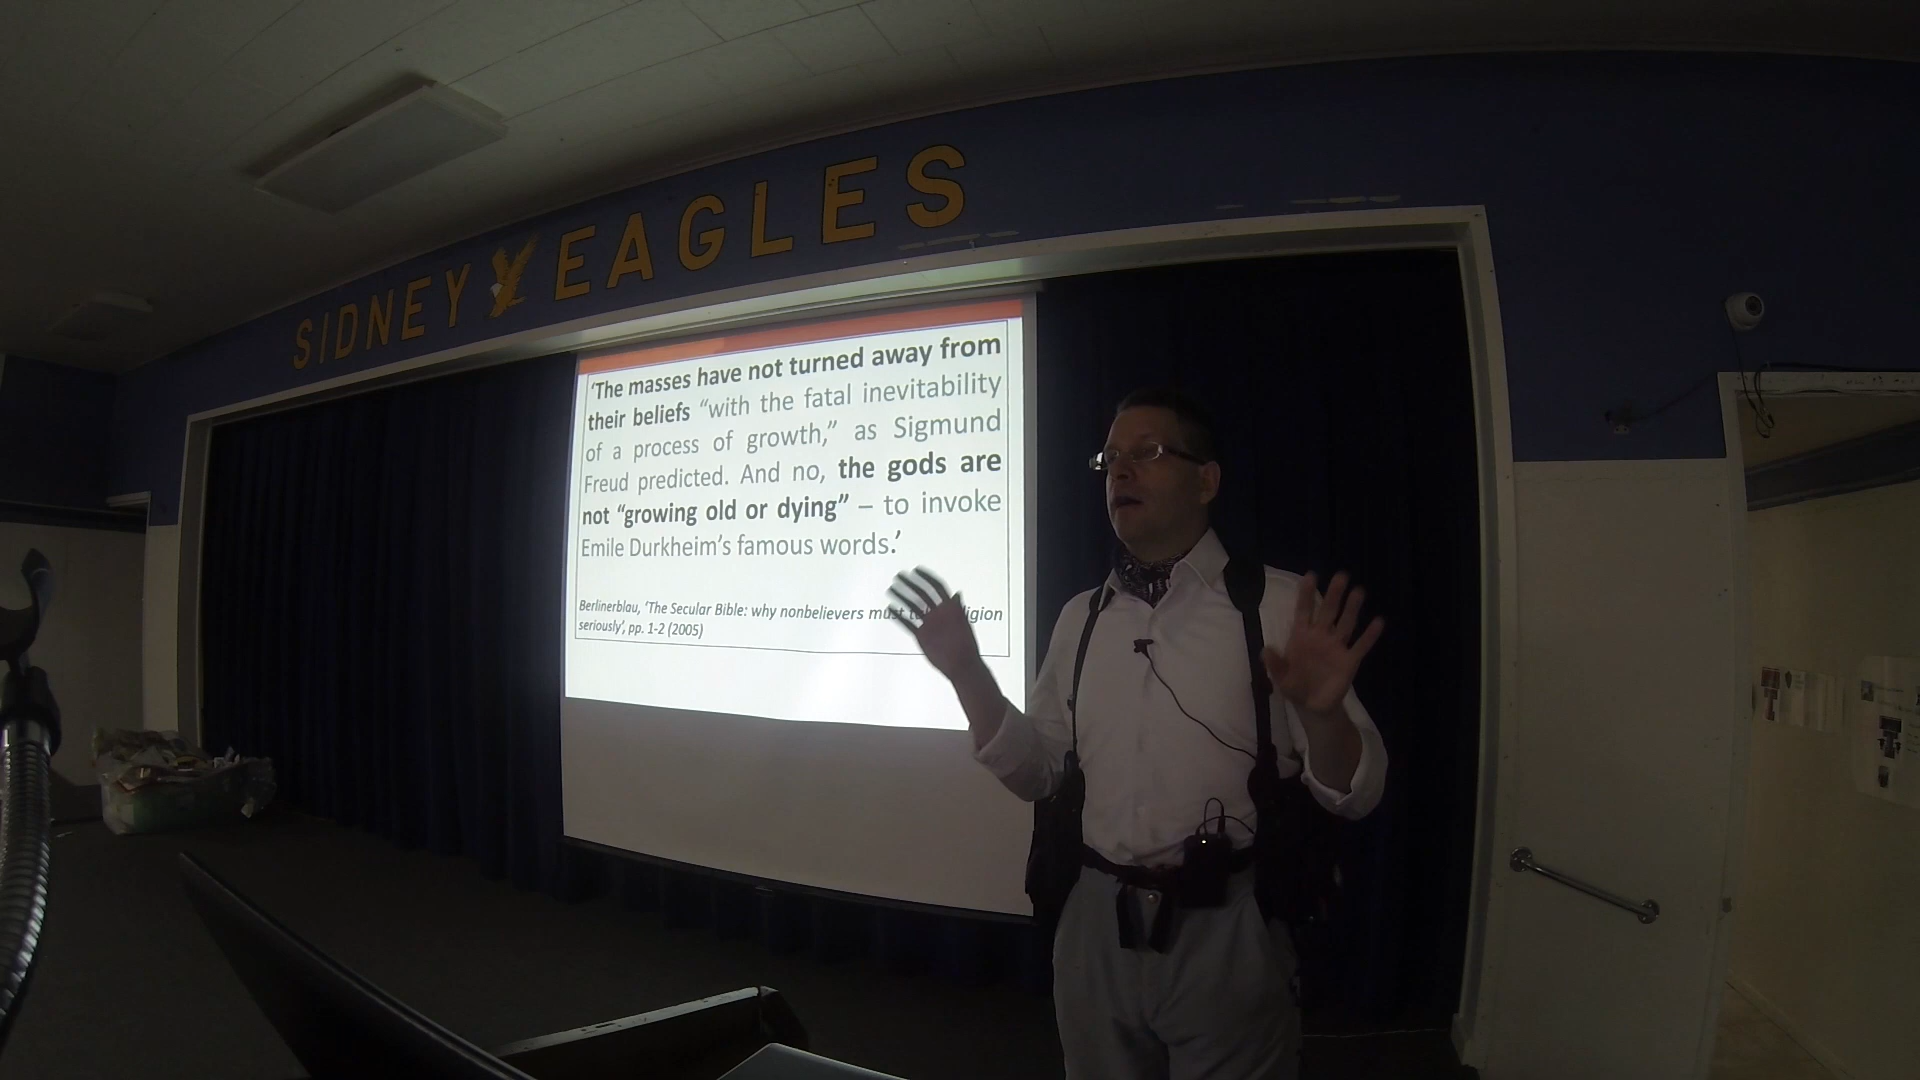 SIDNEY EAGLES
‘The masses have not turned away from
their beliefs “with the fatal inevitability
of a process of growth,” as Sigmund
Freud predicted. And no, the gods are
not “growing old or dying” – to invoke
Emile Durkheim’s famous words.’
Berlinerblau, ‘The Secular Bible: why nonbelievers must
seriously’, pp. 1-2 (2005)